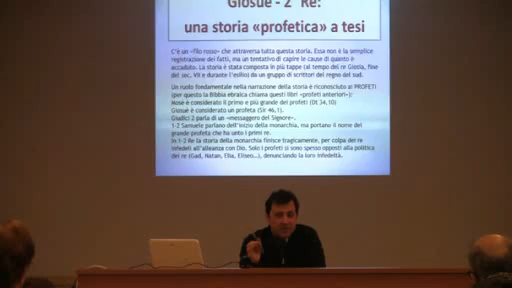 Giosuè - 2° Re:
una storia «profetica» a tesi
C'è un «filo rosso» che attraversa tutta questa storia. Essa non è la semplice
registrazione dei fatti, ma un tentativo di capire le cause di quanto è
accaduto. La storia è stata composta in più tappe (al tempo del re Giosia, fine
del sec. VII e durante l'esilio) da un gruppo di scrittori del regno del sud.
Un ruolo fondamentale nella narrazione della storia è riconosciuto ai PROFETI
(per questo la Bibbia ebraica chiama questi libri «profeti anteriori»):
Mosè è considerato il primo e più grande dei profeti (Dt 34,10)
Giosuè è considerato un profeta (Sir 46,1).
Giudici 2 parla di un «messaggero del Signore».
1-2 Samuele parlano dell'inizio della monarchia, ma portano il nome del
grande profeta che ha unto i primi re.
In 1-2 Re la storia della monarchia finisce tragicamente, per colpa dei re
infedeli all'alleanza con Dio. Solo i profeti si sono spesso opposti alla politica
dei re (Gad, Natan, Elia, Eliseo…), denunciando la loro infedeltà.